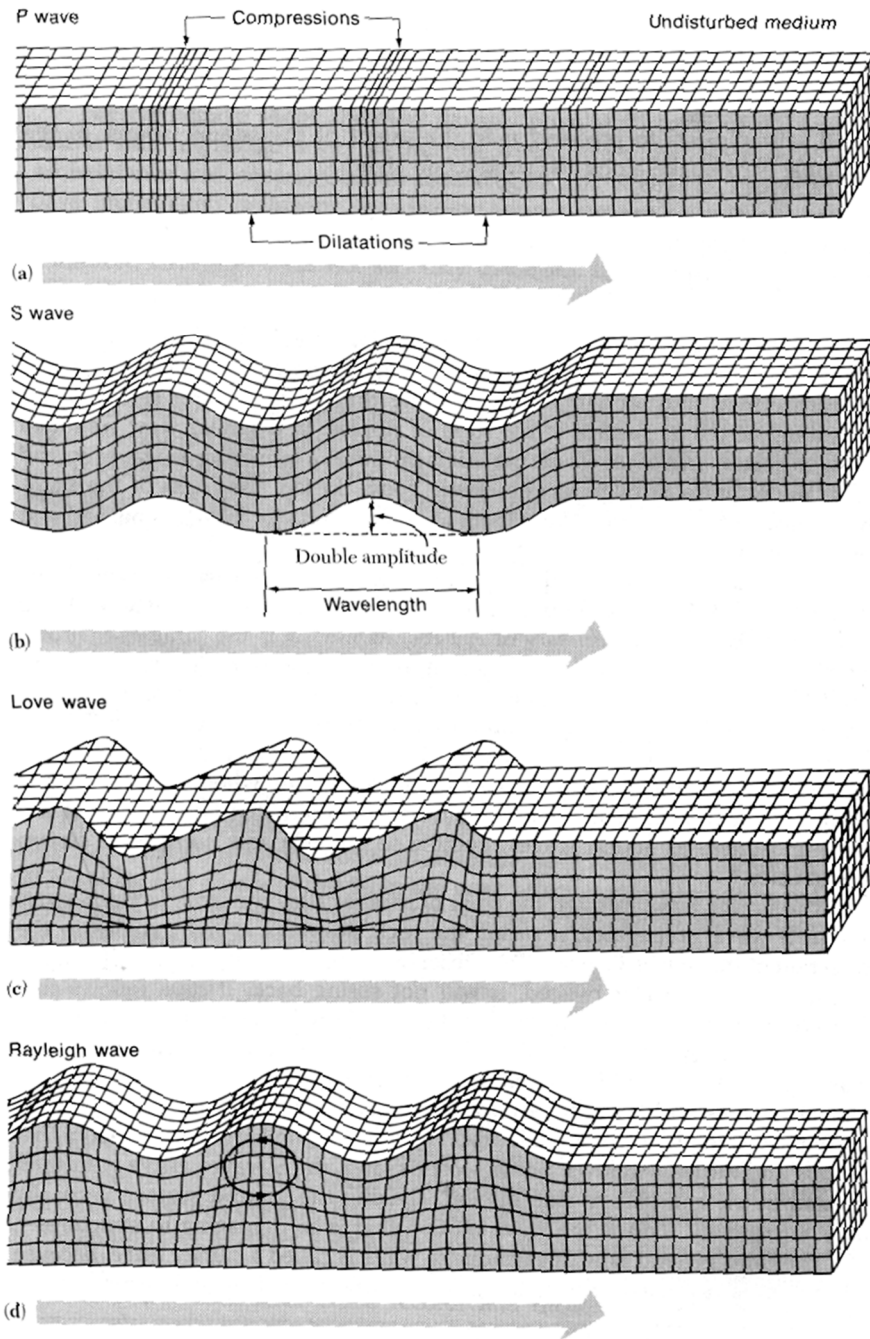 P wave
Compressions
Undisturbed medium
Dilatations
(a)
S wave
Double amplitude
Wavelength
(b)
Love wave
(c)
Rayleigh wave
(d)